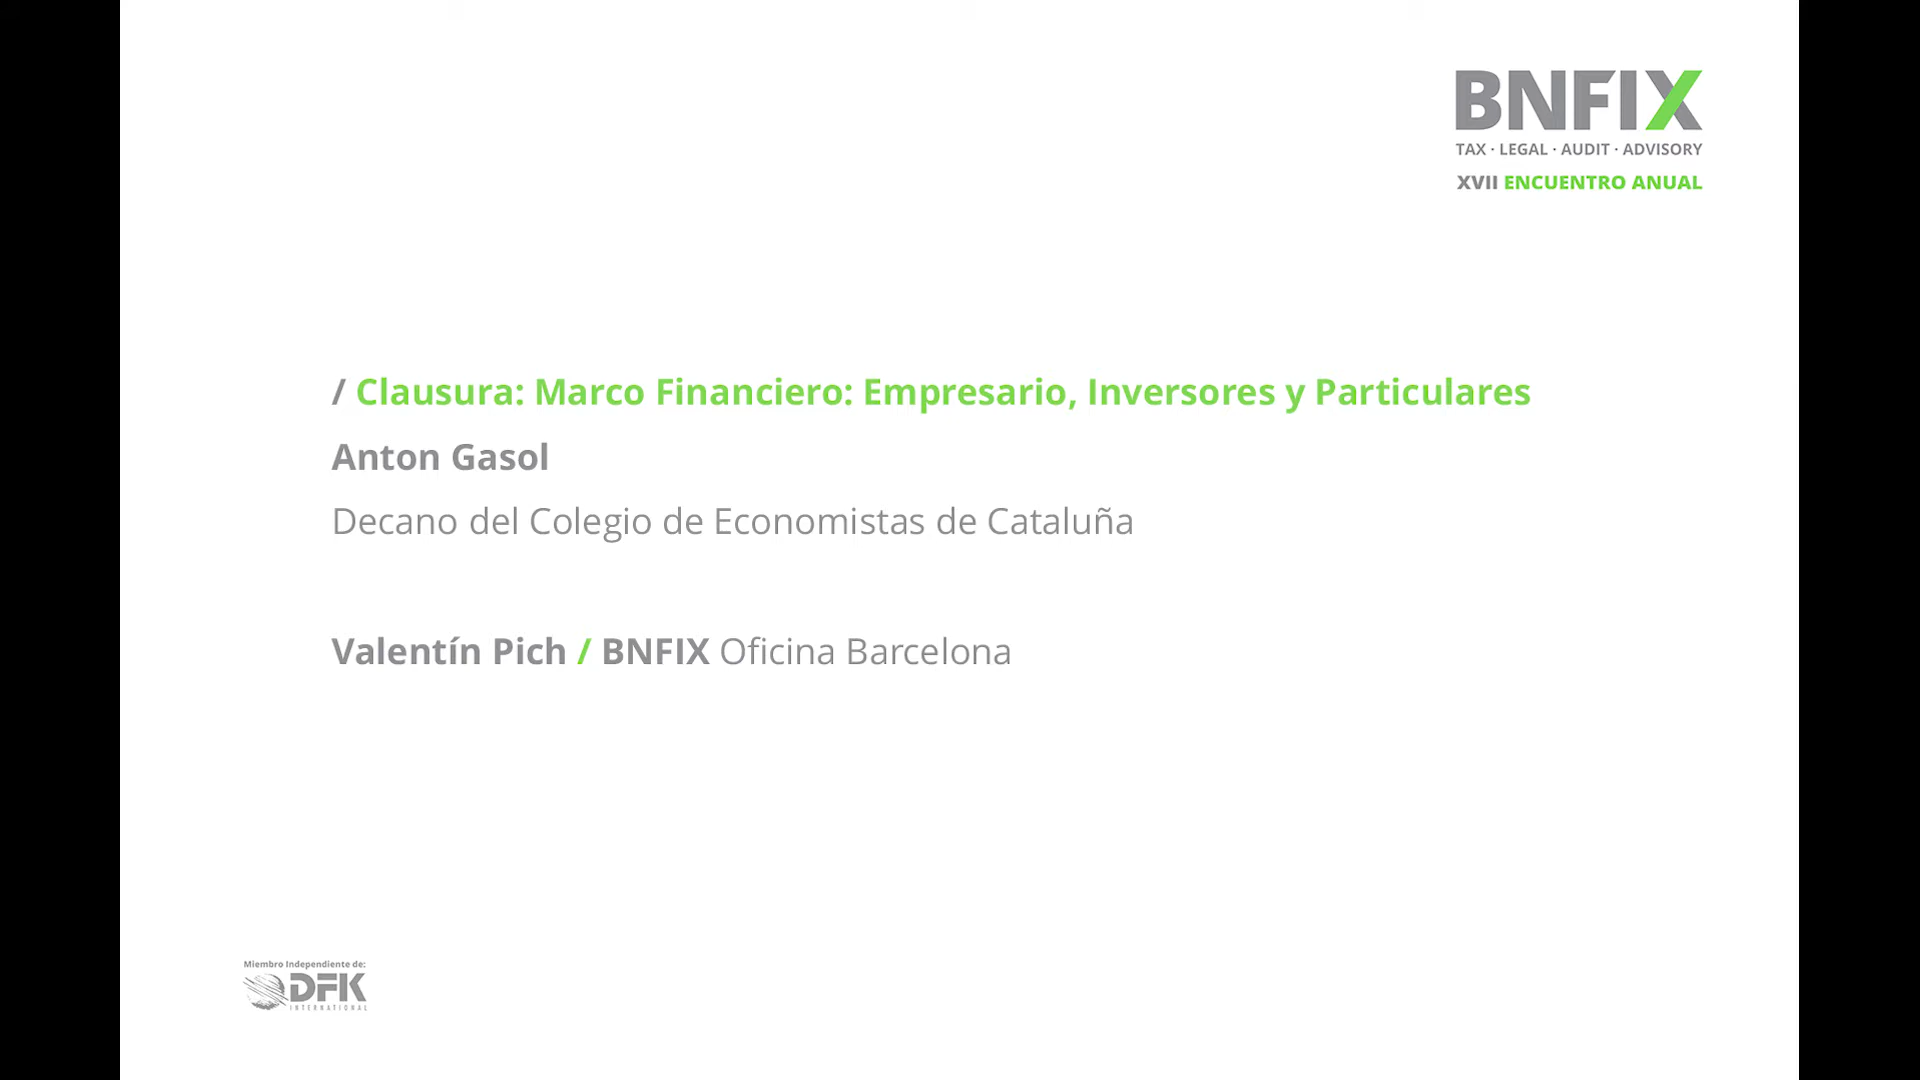 BNFIX
TAX · LEGAL · AUDIT · ADVISORY
XVII ENCUENTRO ANUAL
/ Clausura: Marco Financiero: Empresario, Inversores y Particulares
Anton Gasol
Decano del Colegio de Economistas de Cataluña
Valentín Pich / BNFIX Oficina Barcelona
Miembro Independiente de:
DFK
INTERNATIONAL